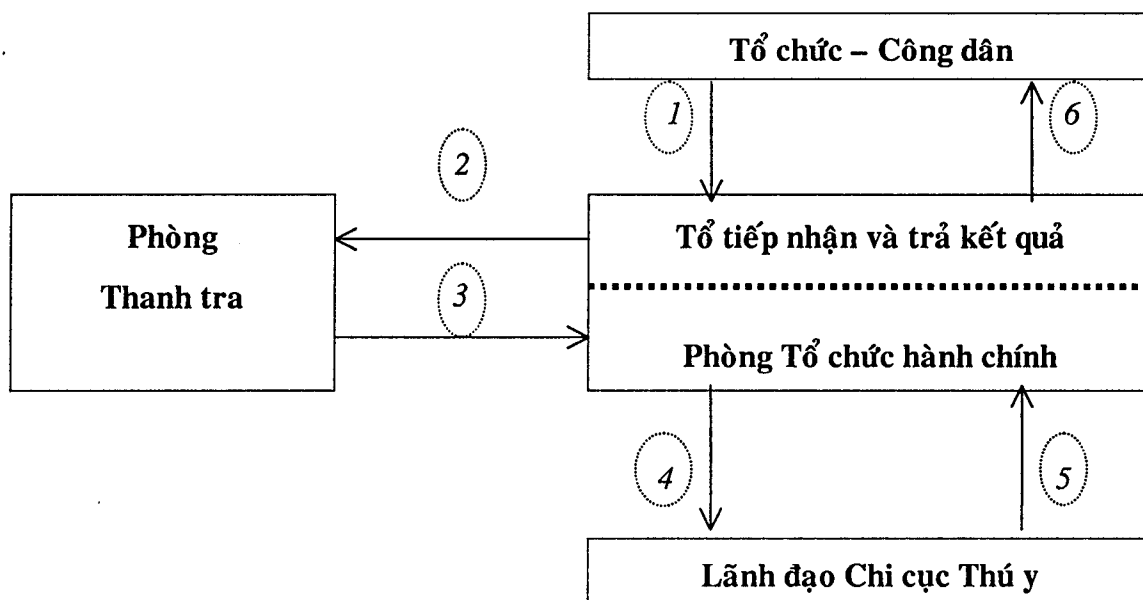 Tổ chức – Công dân
1
6
2
Phòng
Thanh tra
Tổ tiếp nhận và trả kết quả
3
Phòng Tổ chức hành chính
4
5
Lãnh đạo Chi cục Thú y